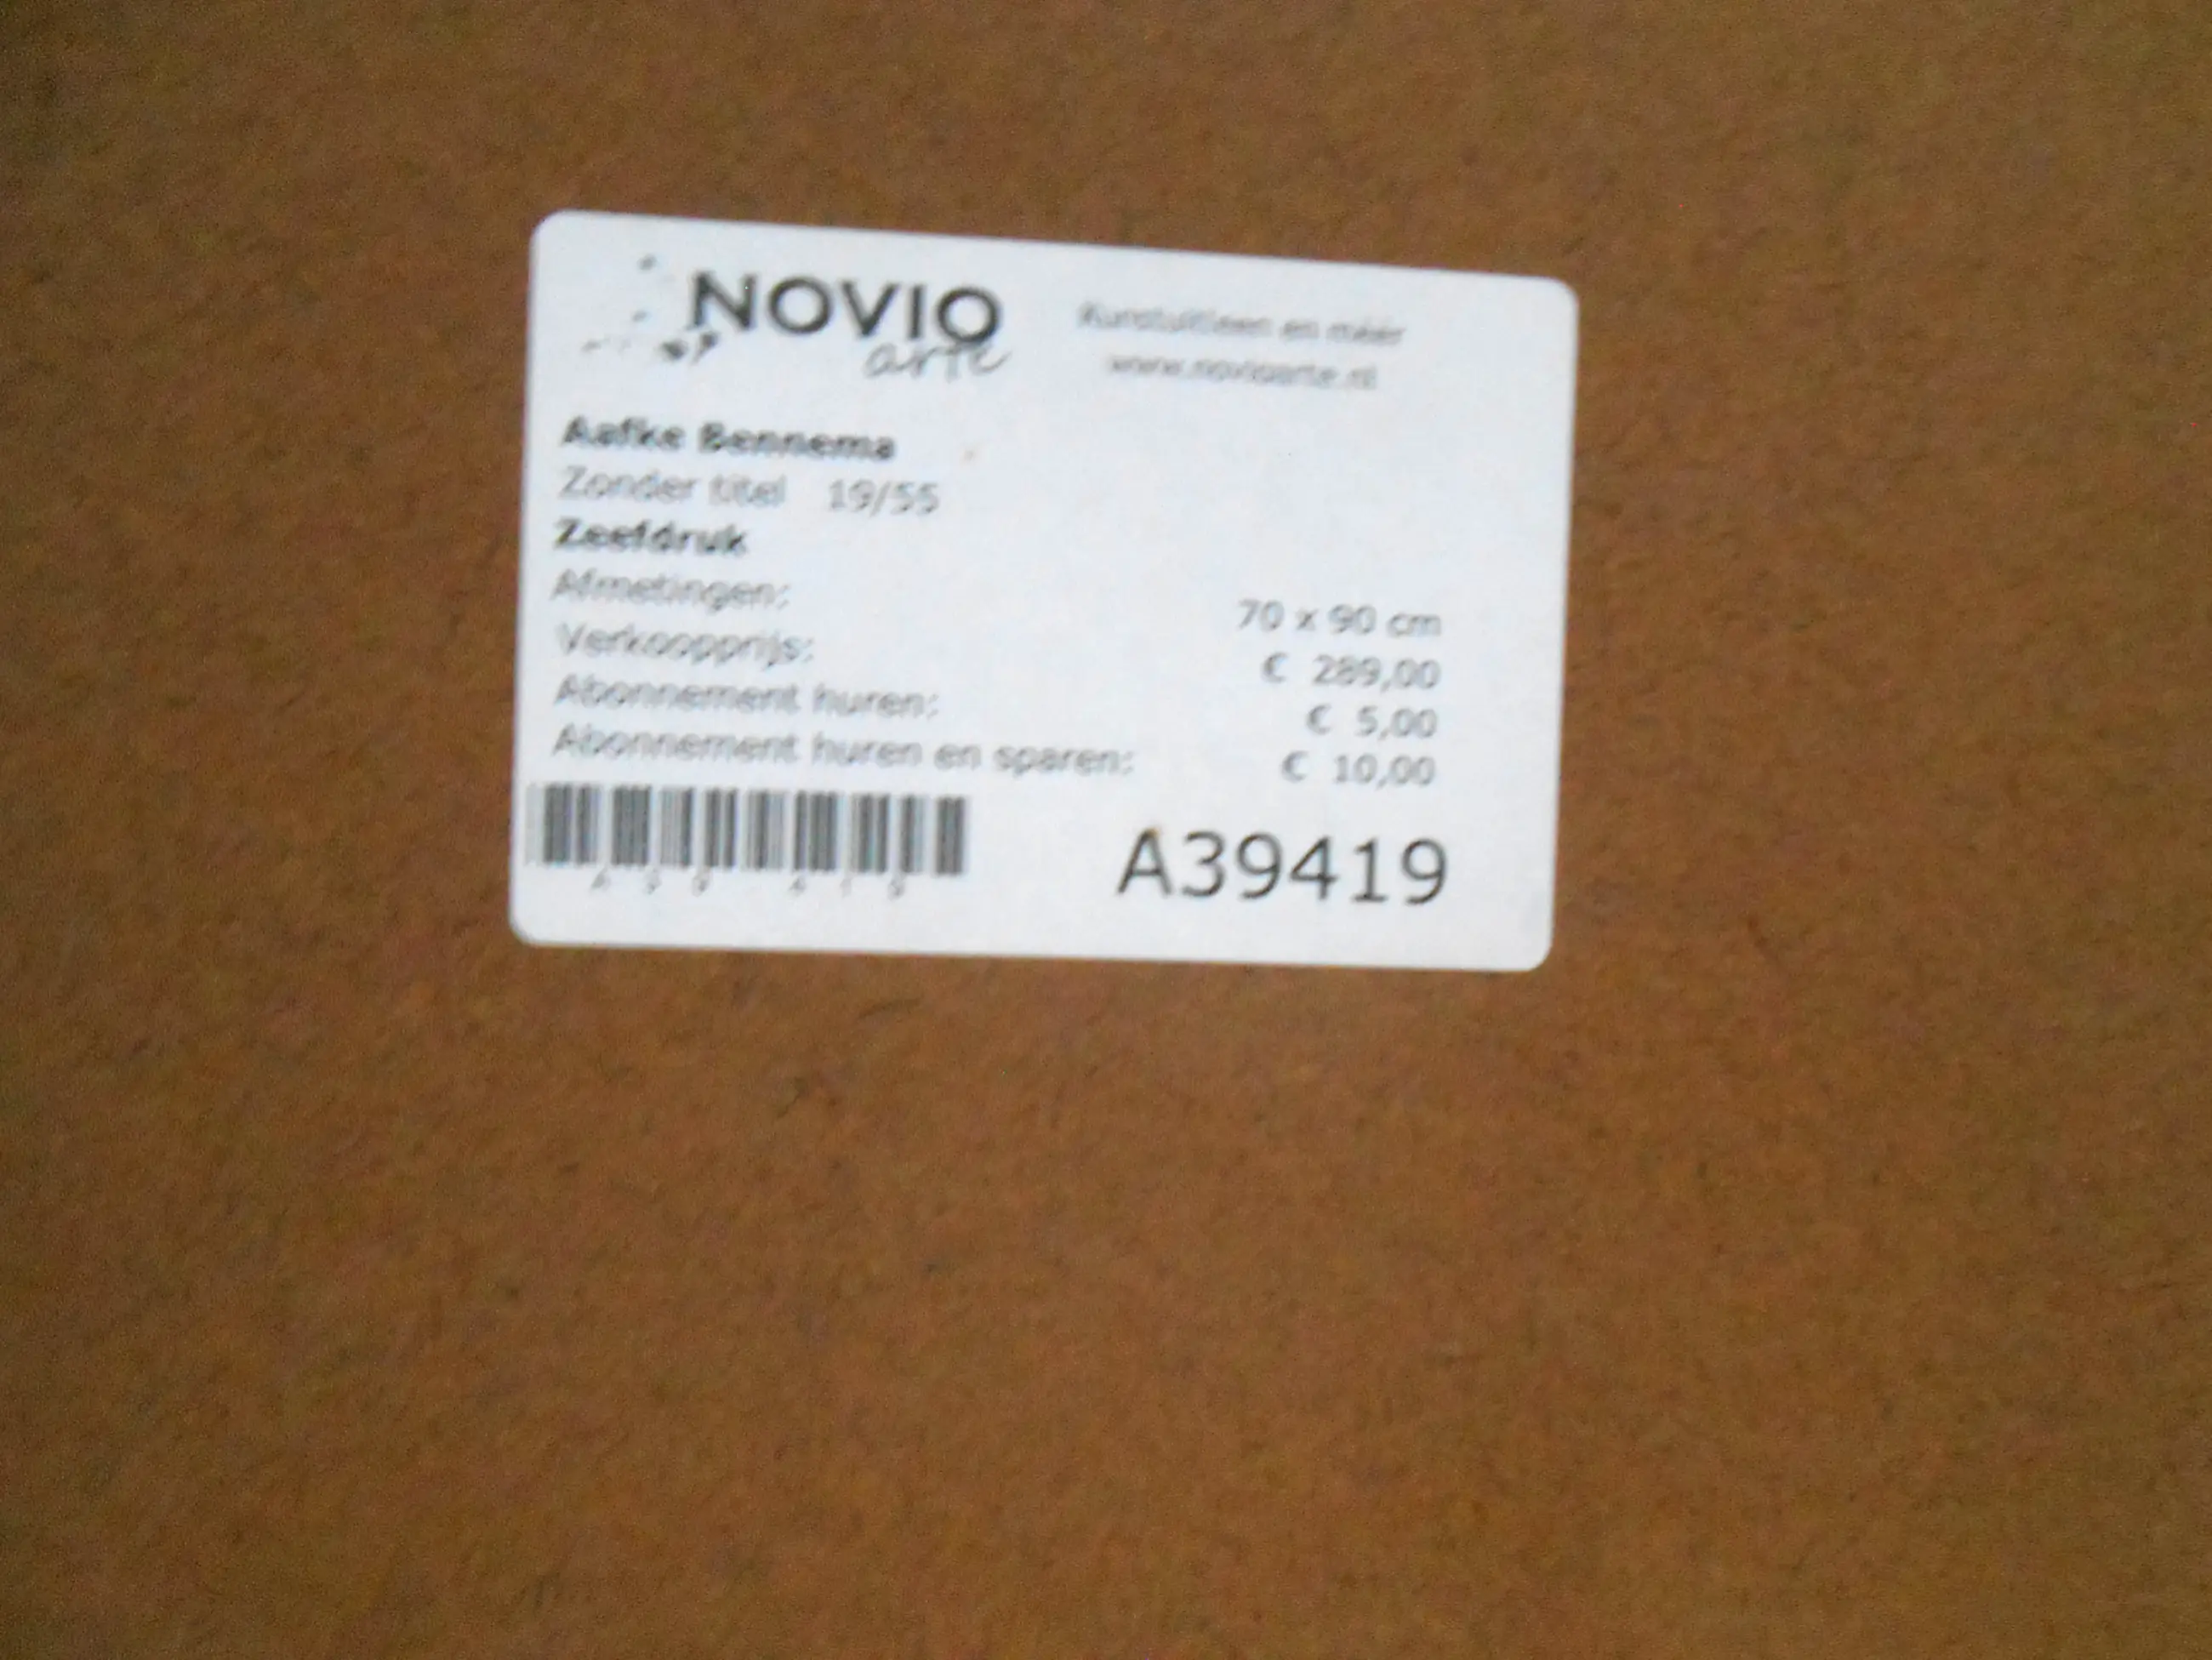 NOVIO
arte
Kunstuitleen en meer
www.novioarte.nl
Aafke Bennema
Zonder titel 19/55
Zeefdruk
Afmetingen: 70 x 90 cm
Verkoopprijs: € 289,00
Abonnement huren: € 5,00
Abonnement huren en sparen: € 10,00
A39419